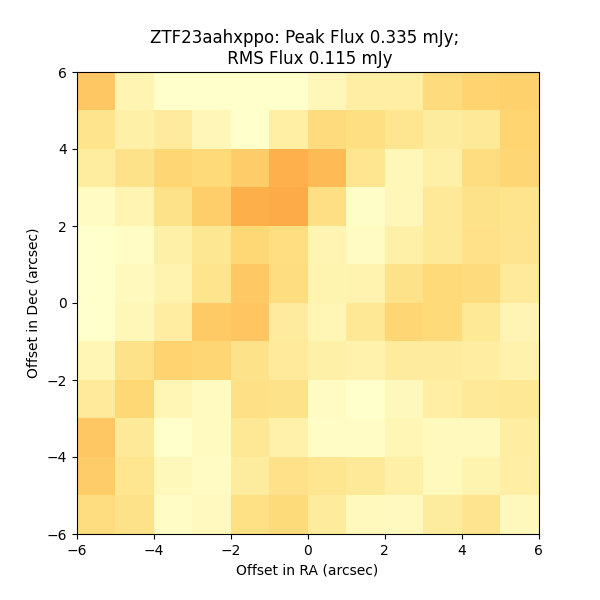 ZTF23aahxppo: Peak Flux 0.335 mJy;
RMS Flux 0.115 mJy
6
4
2
0
−2
−4
−6
Offset in Dec (arcsec)
−6 −4 −2 0 2 4 6
Offset in RA (arcsec)